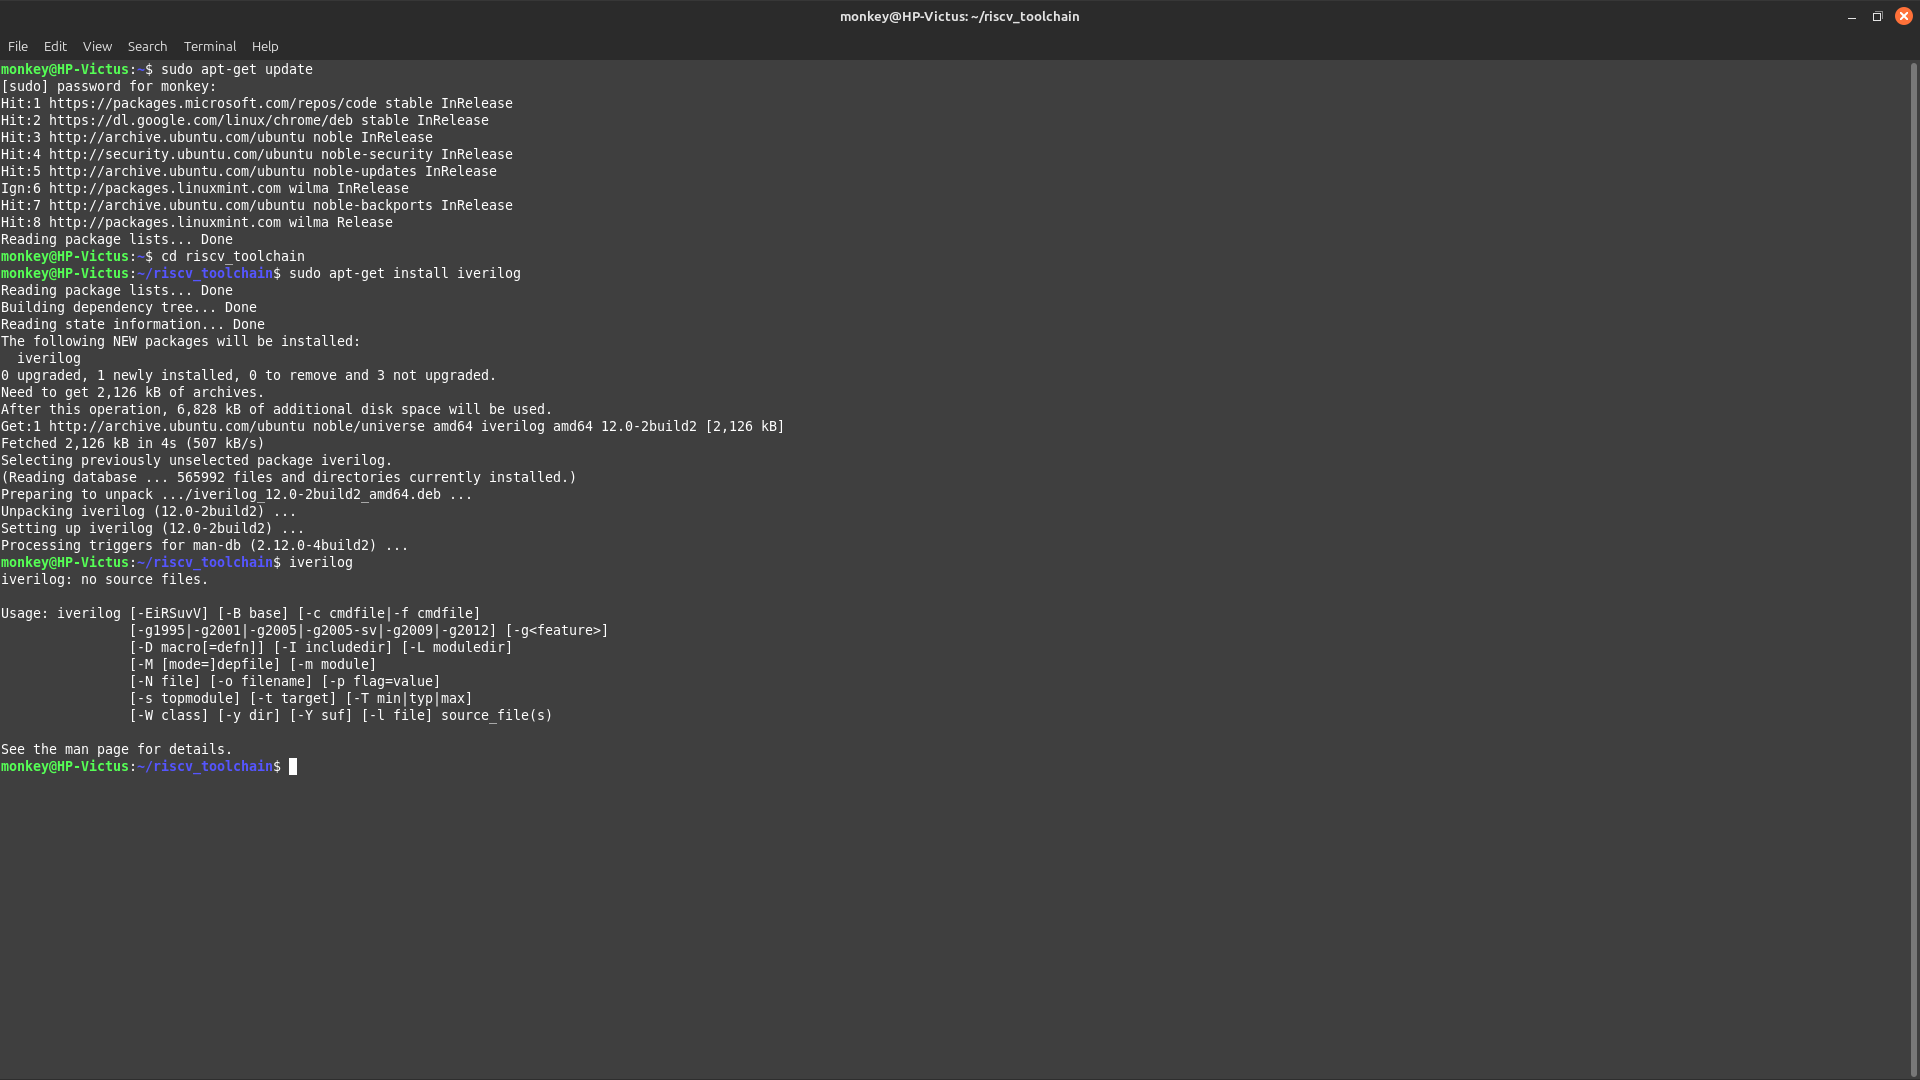 monkey@HP-Victus: ~/riscv_toolchain
File Edit View Search Terminal Help
monkey@HP-Victus:~$ sudo apt-get update
[sudo] password for monkey:
Hit:1 https://packages.microsoft.com/repos/code stable InRelease
Hit:2 https://dl.google.com/linux/chrome/deb stable InRelease
Hit:3 http://archive.ubuntu.com/ubuntu noble InRelease
Hit:4 http://security.ubuntu.com/ubuntu noble-security InRelease
Hit:5 http://archive.ubuntu.com/ubuntu noble-updates InRelease
Ign:6 http://packages.linuxmint.com wilma InRelease
Hit:7 http://archive.ubuntu.com/ubuntu noble-backports InRelease
Hit:8 http://packages.linuxmint.com wilma Release
Reading package lists... Done
monkey@HP-Victus:~$ cd riscv_toolchain
monkey@HP-Victus:~/riscv_toolchain$ sudo apt-get install iverilog
Reading package lists... Done
Building dependency tree... Done
Reading state information... Done
The following NEW packages will be installed:
  iverilog
0 upgraded, 1 newly installed, 0 to remove and 3 not upgraded.
Need to get 2,126 kB of archives.
After this operation, 6,828 kB of additional disk space will be used.
Get:1 http://archive.ubuntu.com/ubuntu noble/universe amd64 iverilog amd64 12.0-2build2 [2,126 kB]
Fetched 2,126 kB in 4s (507 kB/s)
Selecting previously unselected package iverilog.
(Reading database ... 565992 files and directories currently installed.)
Preparing to unpack .../iverilog_12.0-2build2_amd64.deb ...
Unpacking iverilog (12.0-2build2) ...
Setting up iverilog (12.0-2build2) ...
Processing triggers for man-db (2.12.0-4build2) ...
monkey@HP-Victus:~/riscv_toolchain$ iverilog
iverilog: no source files.

Usage: iverilog [-EiRSuvV] [-B base] [-c cmdfile|-f cmdfile]
                [-g1995|-g2001|-g2005|-g2005-sv|-g2009|-g2012] [-g<feature>]
                [-D macro[=defn]] [-I includedir] [-L moduledir]
                [-M [mode=]depfile] [-m module]
                [-N file] [-o filename] [-p flag=value]
                [-s topmodule] [-t target] [-T min|typ|max]
                [-W class] [-y dir] [-Y suf] [-l file] source_file(s)

See the man page for details.
monkey@HP-Victus:~/riscv_toolchain$